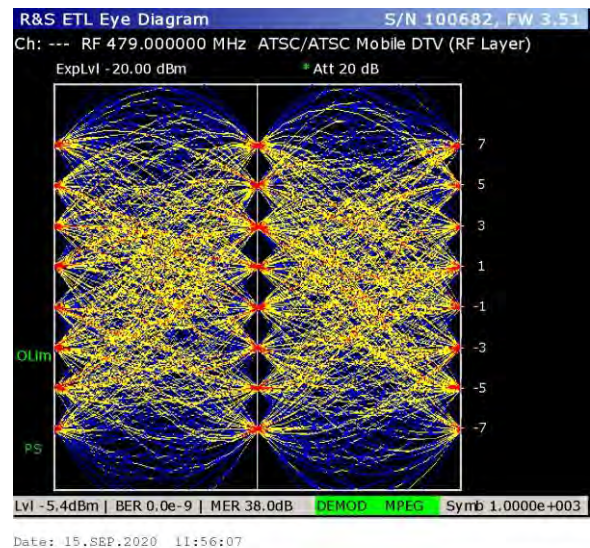 R&S ETL Eye Diagram S/N 100682, FW 3.51
Ch: --- RF 479.000000 MHz ATSC/ATSC Mobile DTV (RF Layer)
ExpLvl -20.00 dBm * Att 20 dB
7
5
3
1
-1
-3
OLim
-5
-7
PS
Lvl -5.4dBm | BER 0.0e-9 | MER 38.0dB DEMOD MPEG Symb 1.0000e+003
Date: 15.SEP.2020 11:56:07